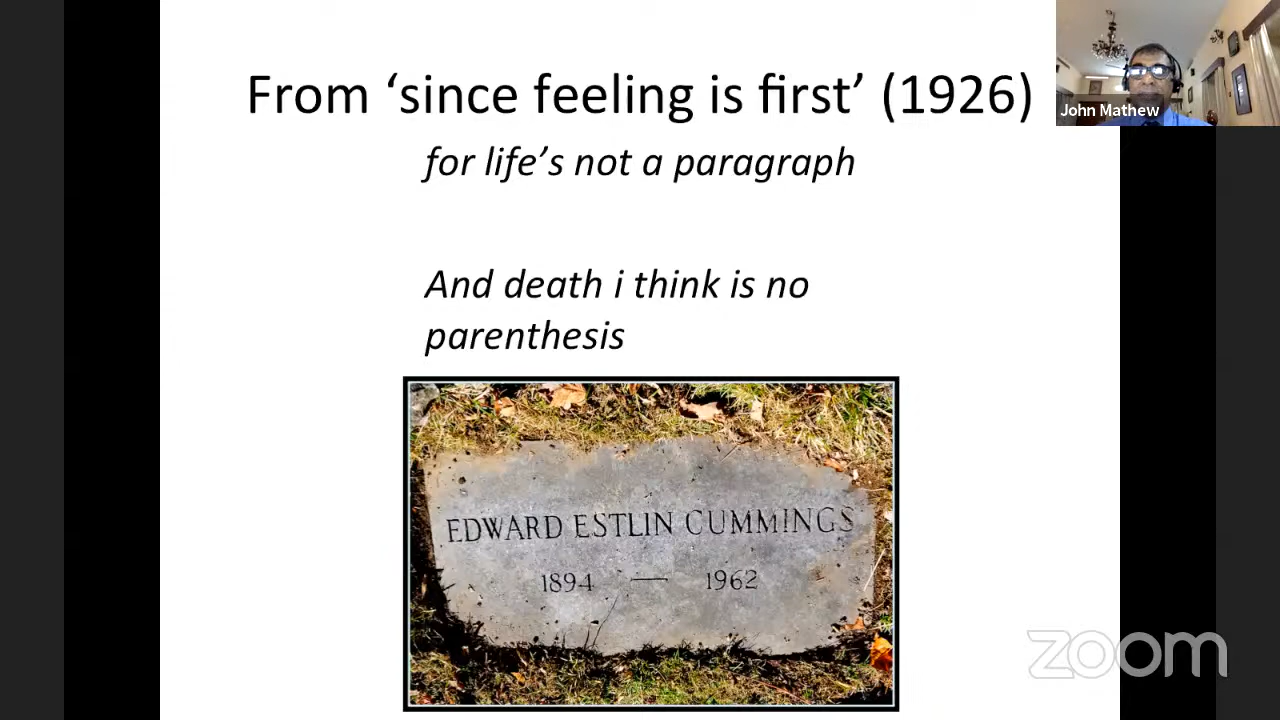 From ‘since feeling is first’ (1926)
John Mathew
for life’s not a paragraph
And death i think is no
parenthesis
EDWARD ESTLIN CUMMINGS
1894 — 1962
zoom